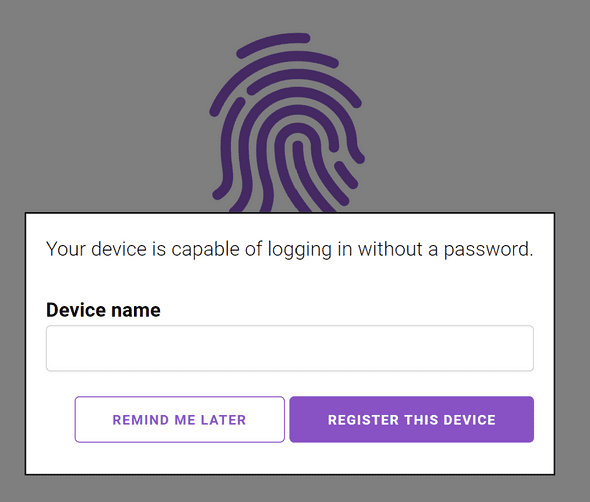 Your device is capable of logging in without a password.
Device name
REMIND ME LATER
REGISTER THIS DEVICE